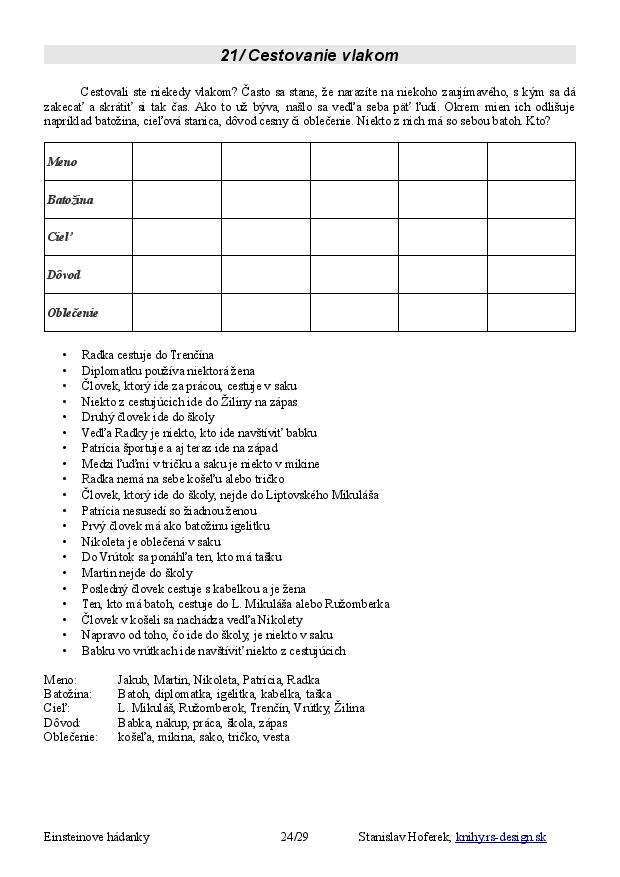 21/ Cestovanie vlakom
Cestovali ste niekedy vlakom? Často sa stane, že narazíte na niekoho zaujímavého, s kým sa dá
zakecať a skrátiť si tak čas. Ako to už býva, našlo sa vedľa seba päť ľudí. Okrem mien ich odlišuje
napríklad batožina, cieľová stanica, dôvod cesny či oblečenie. Niekto z nich má so sebou batoh. Kto?
Meno
Batožina
Cieľ
Dôvod
Oblečenie
• Radka cestuje do Trenčína
• Diplomatku používa niektorá žena
• Človek, ktorý ide za prácou, cestuje v saku
• Niekto z cestujúcich ide do Žiliny na zápas
• Druhý človek ide do školy
• Vedľa Radky je niekto, kto ide navštíviť babku
• Patrícia športuje a aj teraz ide na západ
• Medzi ľuďmi v tričku a saku je niekto v mikine
• Radka nemá na sebe košeľu alebo tričko
• Človek, ktorý ide do školy, nejde do Liptovského Mikuláša
• Patrícia nesusedí so žiadnou ženou
• Prvý človek má ako batožinu igelitku
• Nikoleta je oblečená v saku
• Do Vrútok sa ponáhľa ten, kto má tašku
• Martin nejde do školy
• Posledný človek cestuje s kabelkou a je žena
• Ten, kto má batoh, cestuje do L. Mikuláša alebo Ružomberka
• Človek v košeli sa nachádza vedľa Nikolety
• Napravo od toho, čo ide do školy, je niekto v saku
• Babku vo vrútkach ide navštíviť niekto z cestujúcich
Meno: Jakub, Martin, Nikoleta, Patrícia, Radka
Batožina: Batoh, diplomatka, igelitka, kabelka, taška
Cieľ: L. Mikuláš, Ružomberok, Trenčín, Vrútky, Žilina
Dôvod: Babka, nákup, práca, škola, zápas
Oblečenie: košeľa, mikina, sako, tričko, vesta
Einsteinove hádanky 24/29 Stanislav Hoferek, knihy.rs-design.sk